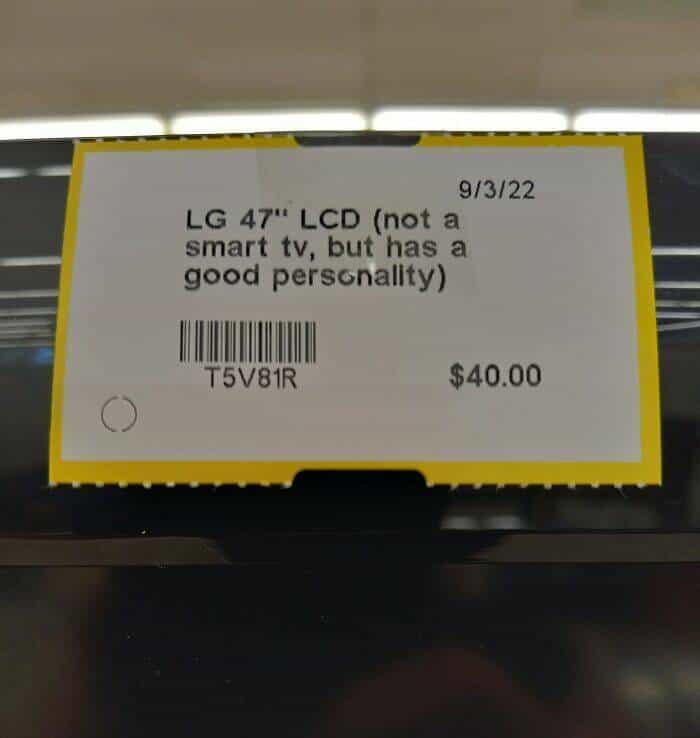 9/3/22
LG 47" LCD (not a
smart tv, but has a
good personality)
T5V81R
$40.00